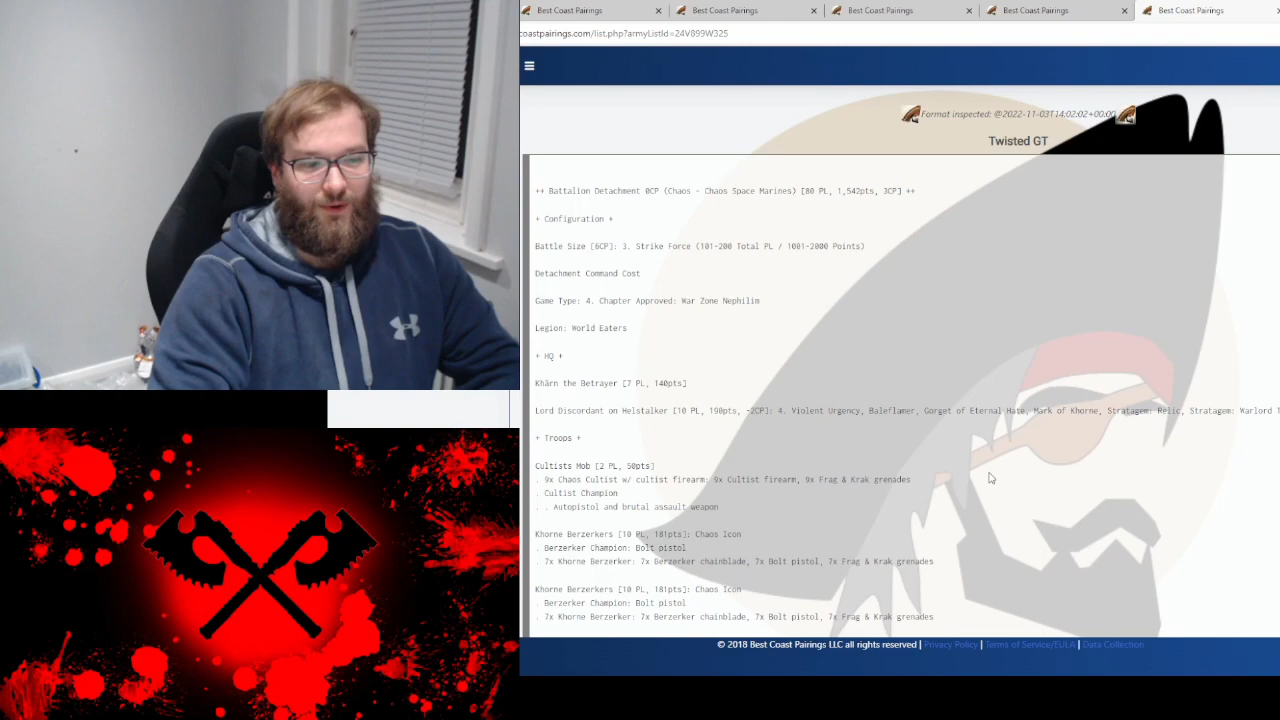 Best Coast Pairings
Best Coast Pairings
Best Coast Pairings
Best Coast Pairings
Best Coast Pairings
coastpairings.com/list.php?armyListId=24V899W325
Format inspected: @2022-11-03T14:02:02+00:00
Twisted GT
++ Battalion Detachment 0CP (Chaos - Chaos Space Marines) [80 PL, 1,542pts, 3CP] ++
+ Configuration +
Battle Size [6CP]: 3. Strike Force (101-200 Total PL / 1001-2000 Points)
Detachment Command Cost
Game Type: 4. Chapter Approved: War Zone Nephilim
Legion: World Eaters
+ HQ +
Khârn the Betrayer [7 PL, 140pts]
Lord Discordant on Helstalker [10 PL, 190pts, -2CP]: 4. Violent Urgency, Baleflamer, Gorget of Eternal Hate, Mark of Khorne, Stratagem: Relic, Stratagem: Warlord
+ Troops +
Cultists Mob [2 PL, 50pts]
. 9x Chaos Cultist w/ cultist firearm: 9x Cultist firearm, 9x Frag & Krak grenades
. Cultist Champion
. . Autopistol and brutal assault weapon
Khorne Berzerkers [10 PL, 181pts]: Chaos Icon
. Berzerker Champion: Bolt pistol
. 7x Khorne Berzerker: 7x Berzerker chainblade, 7x Bolt pistol, 7x Frag & Krak grenades
Khorne Berzerkers [10 PL, 181pts]: Chaos Icon
. Berzerker Champion: Bolt pistol
. 7x Khorne Berzerker: 7x Berzerker chainblade, 7x Bolt pistol, 7x Frag & Krak grenades
© 2018 Best Coast Pairings LLC all rights reserved | Privacy Policy | Terms of Service/EULA | Data Collection